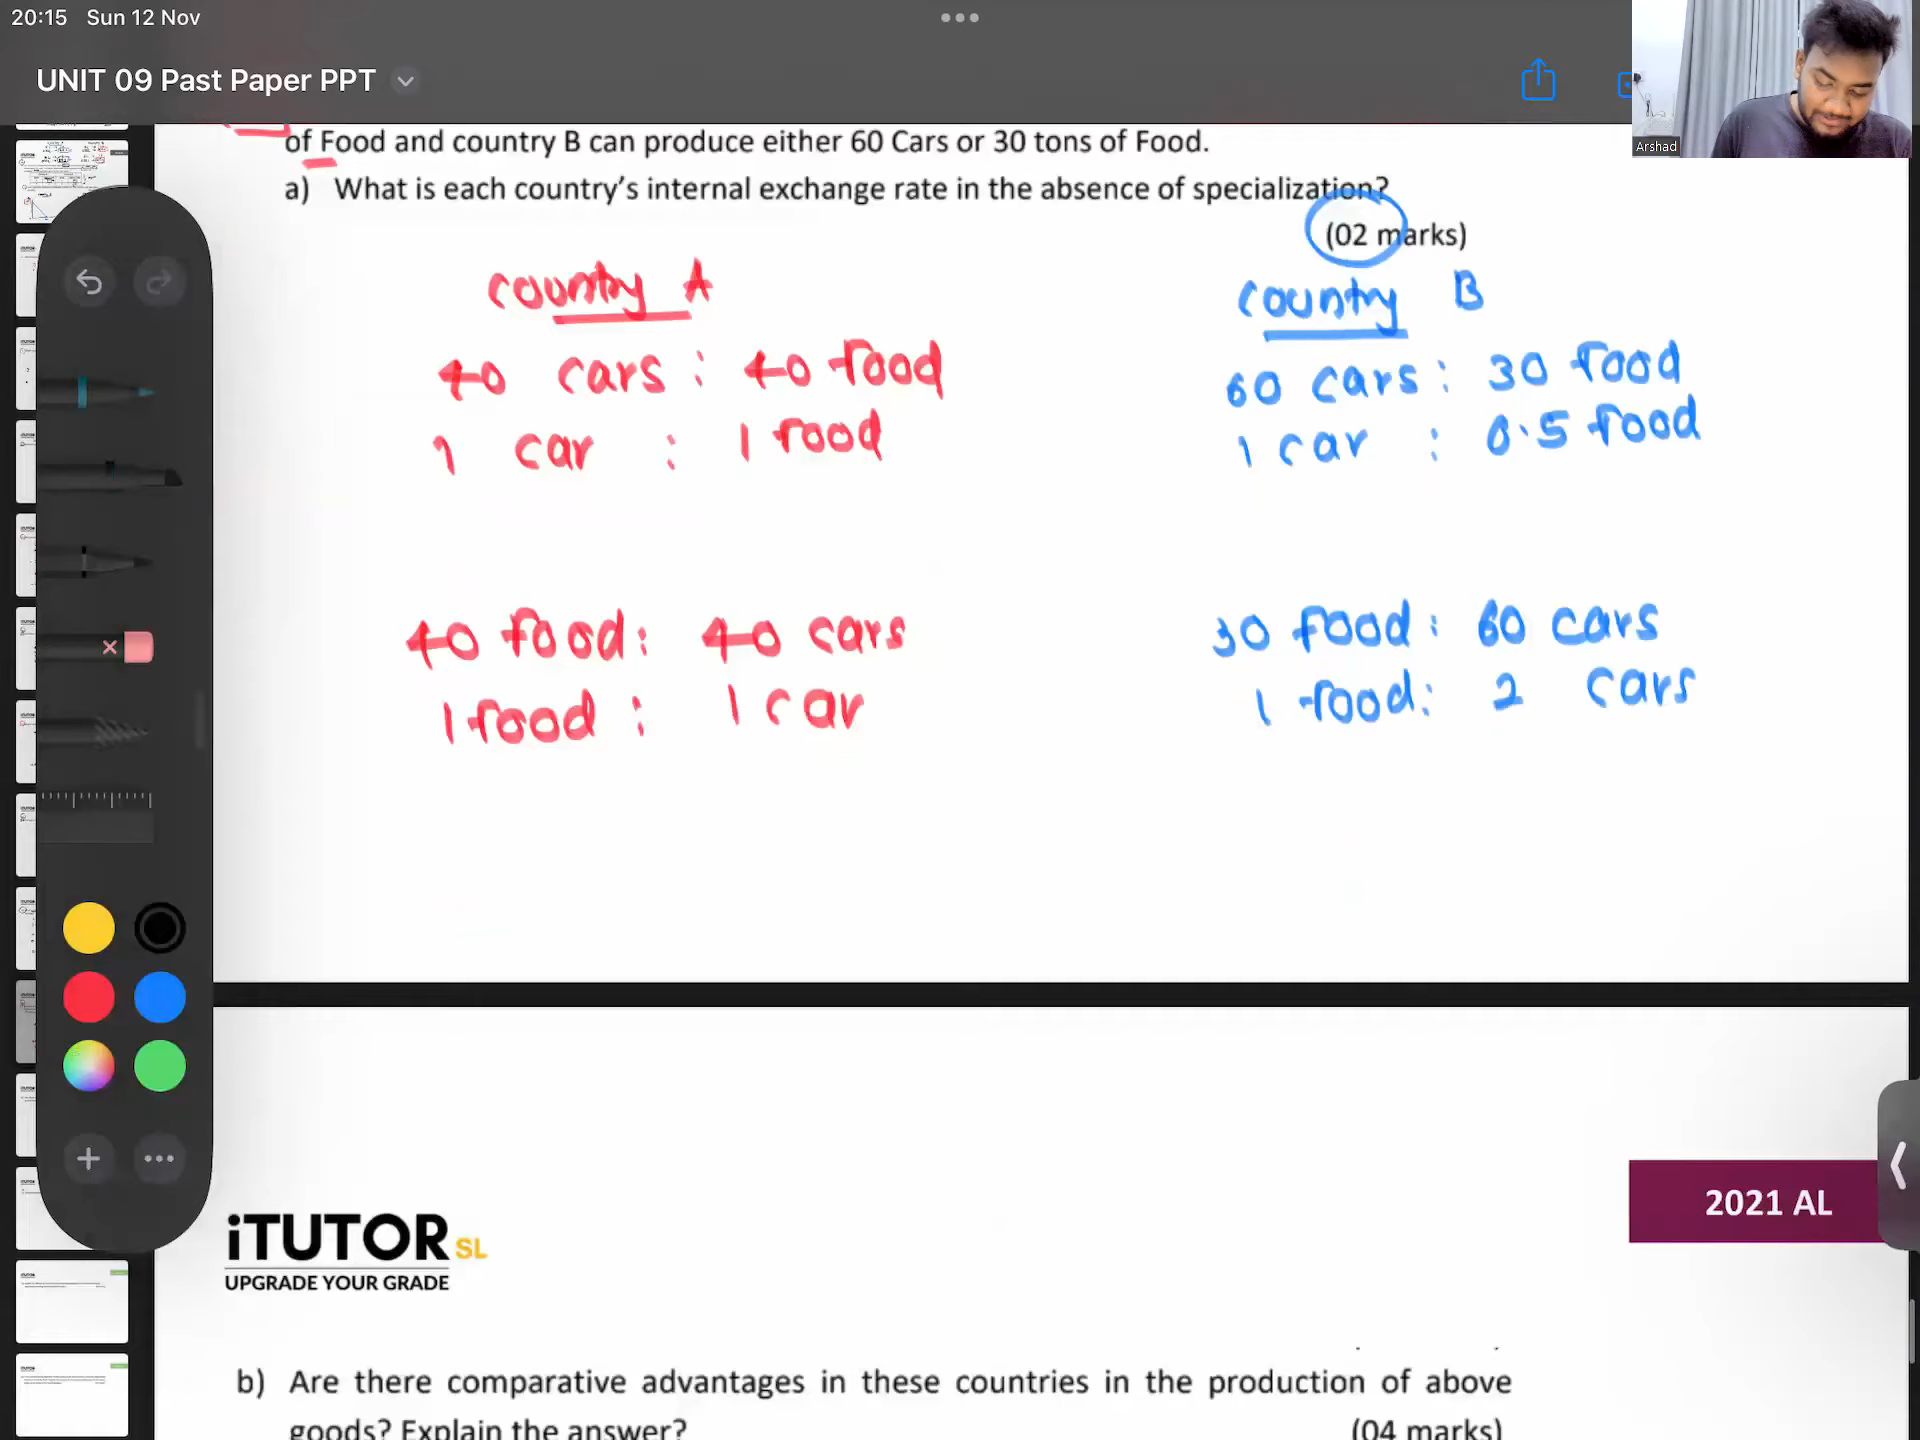 20:15 Sun 12 Nov
UNIT 09 Past Paper PPT
Arshad
of Food and country B can produce either 60 Cars or 30 tons of Food.
a) What is each country's internal exchange rate in the absence of specialization?
(02 marks)
country A
40 cars : 40 food
1 car : 1 food
40 food : 40 cars
1 food : 1 car
country B
60 cars : 30 food
1 car : 0.5 food
30 food : 60 cars
1 food : 2 cars
2021 AL
iTUTOR SL
UPGRADE YOUR GRADE
b) Are there comparative advantages in these countries in the production of above
goods? Explain the answer?
(04 marks)